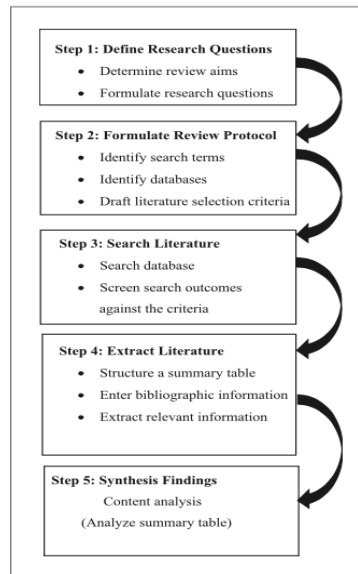 Step 1: Define Research Questions
• Determine review aims
• Formulate research questions
Step 2: Formulate Review Protocol
• Identify search terms
• Identify databases
• Draft literature selection criteria
Step 3: Search Literature
• Search database
• Screen search outcomes
against the criteria
Step 4: Extract Literature
• Structure a summary table
• Enter bibliographic information
• Extract relevant information
Step 5: Synthesis Findings
Content analysis
(Analyze summary table)